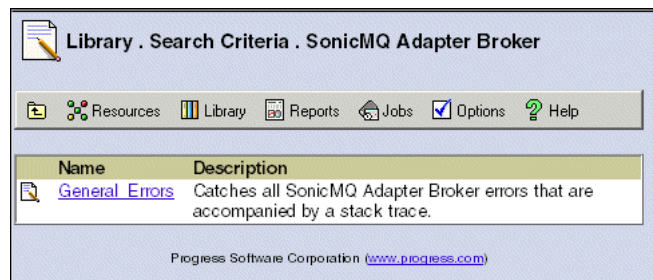 Library . Search Criteria . SonicMQ Adapter Broker
Resources Library Reports Jobs Options Help
Name Description
General Errors Catches all SonicMQ Adapter Broker errors that are
accompanied by a stack trace.
Progress Software Corporation (www.progress.com)